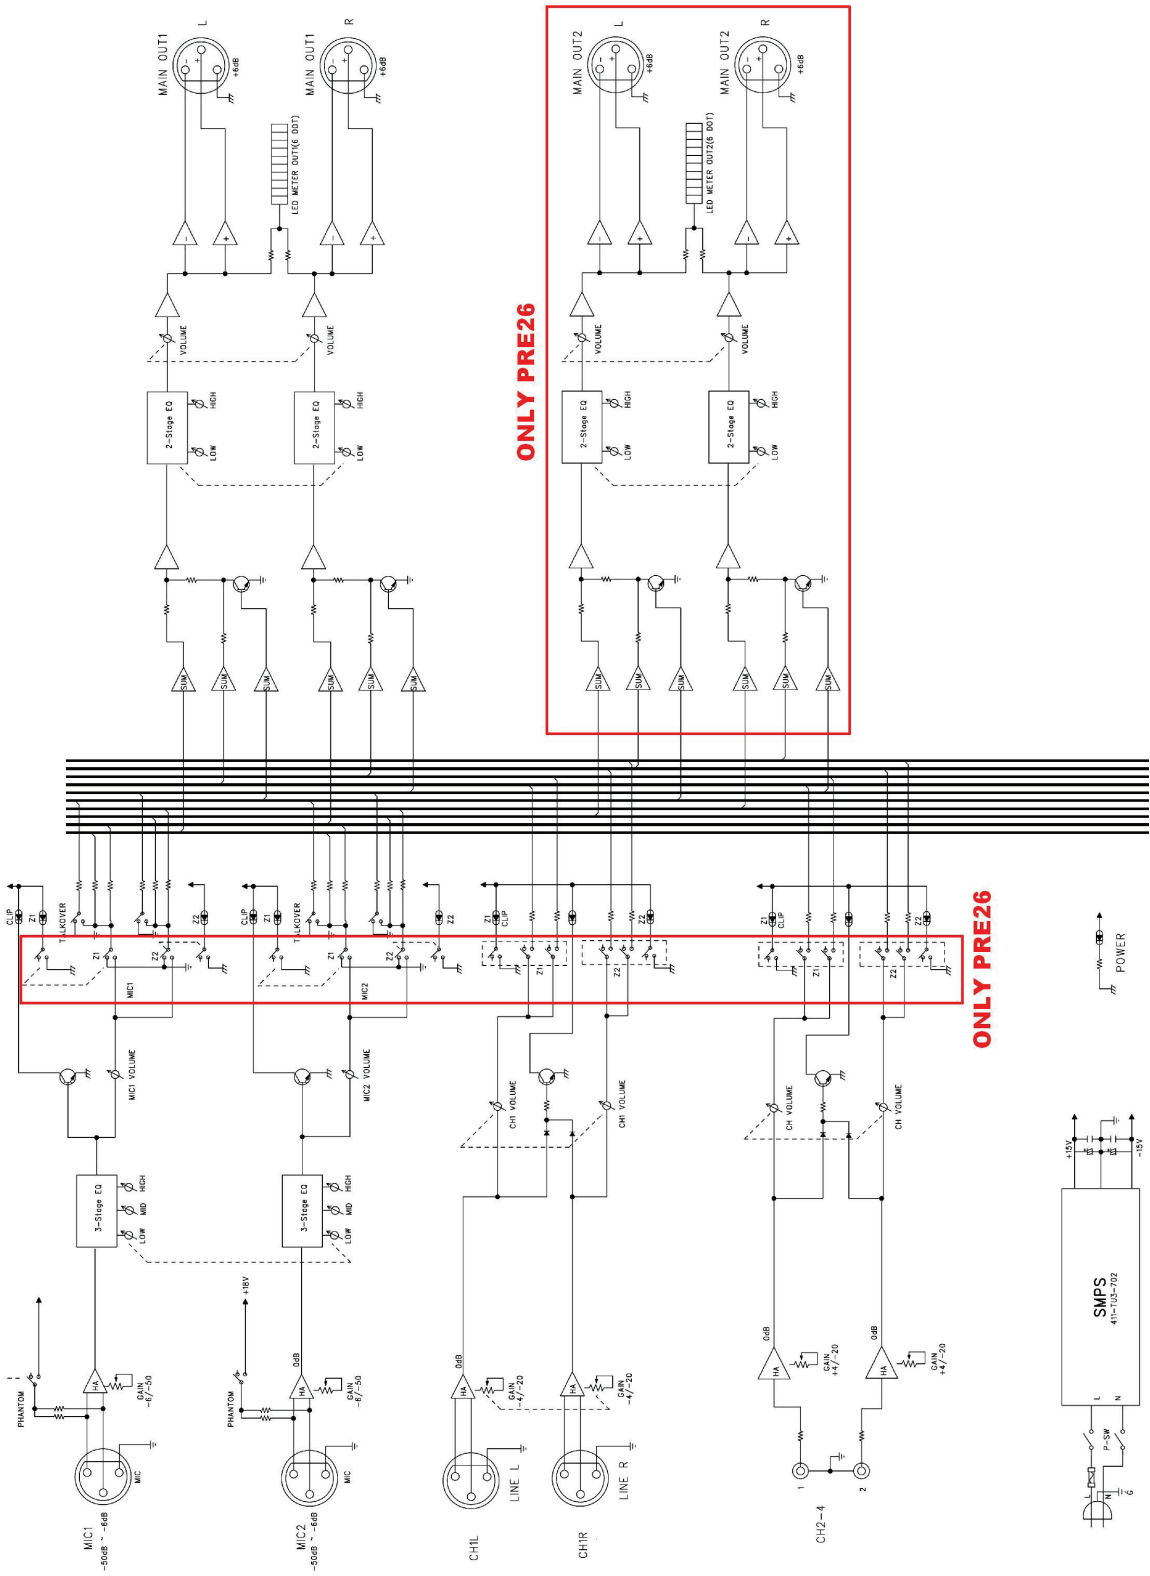 MAIN OUT1
L
+6dB
MAIN OUT1
R
+6dB
MAIN OUT2
L
+6dB
MAIN OUT2
R
+6dB
LED METER OUT1(6 DOT)
LED METER OUT2(6 DOT)
-
+
-
+
-
+
-
+
VOLUME
VOLUME
VOLUME
VOLUME
ONLY PRE26
2-Stage EQ
HIGH
LOW
2-Stage EQ
HIGH
LOW
2-Stage EQ
HIGH
LOW
2-Stage EQ
HIGH
LOW
SUM
SUM
SUM
SUM
SUM
SUM
SUM
SUM
SUM
SUM
SUM
SUM
CLIP
Z1
TALKOVER
Z2
CLIP
Z1
TALKOVER
Z2
Z1
CLIP
Z2
Z1
CLIP
Z2
Z1
Z2
MIC1
Z1
Z2
MIC2
Z1
Z2
Z1
Z2
ONLY PRE26
POWER
MIC1 VOLUME
MIC2 VOLUME
CH1 VOLUME
CH1 VOLUME
CH VOLUME
CH VOLUME
3-Stage EQ
HIGH
MID
LOW
3-Stage EQ
HIGH
MID
LOW
+15V
-15V
SMPS
411-TU3-702
L
N
P-SW
L
N
G
PHANTOM
HA
GAIN
-6/-50
+18V
PHANTOM
0dB
HA
GAIN
-6/-50
0dB
HA
GAIN
-4/-20
HA
GAIN
-4/-20
0dB
HA
GAIN
+4/-20
0dB
HA
GAIN
+4/-20
MIC
MIC1
-50dB ~ -6dB
MIC
MIC2
-50dB ~ -6dB
LINE L
CH1L
LINE R
CH1R
1
2
CH2-4